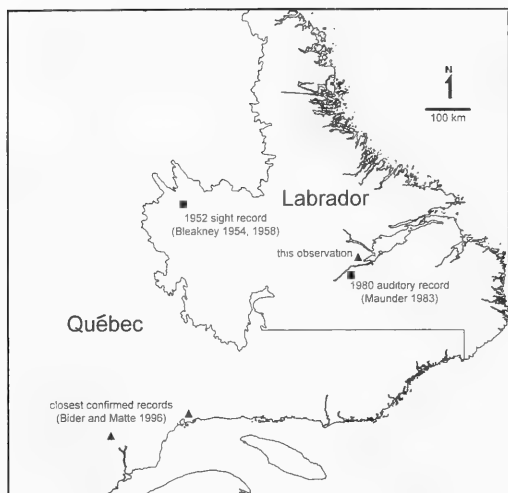 N
100 km
1952 sight record
(Bleakney 1954, 1958)
Labrador
this observation
1980 auditory record
(Maunder 1983)
Québec
closest confirmed records
(Bider and Matte 1996)